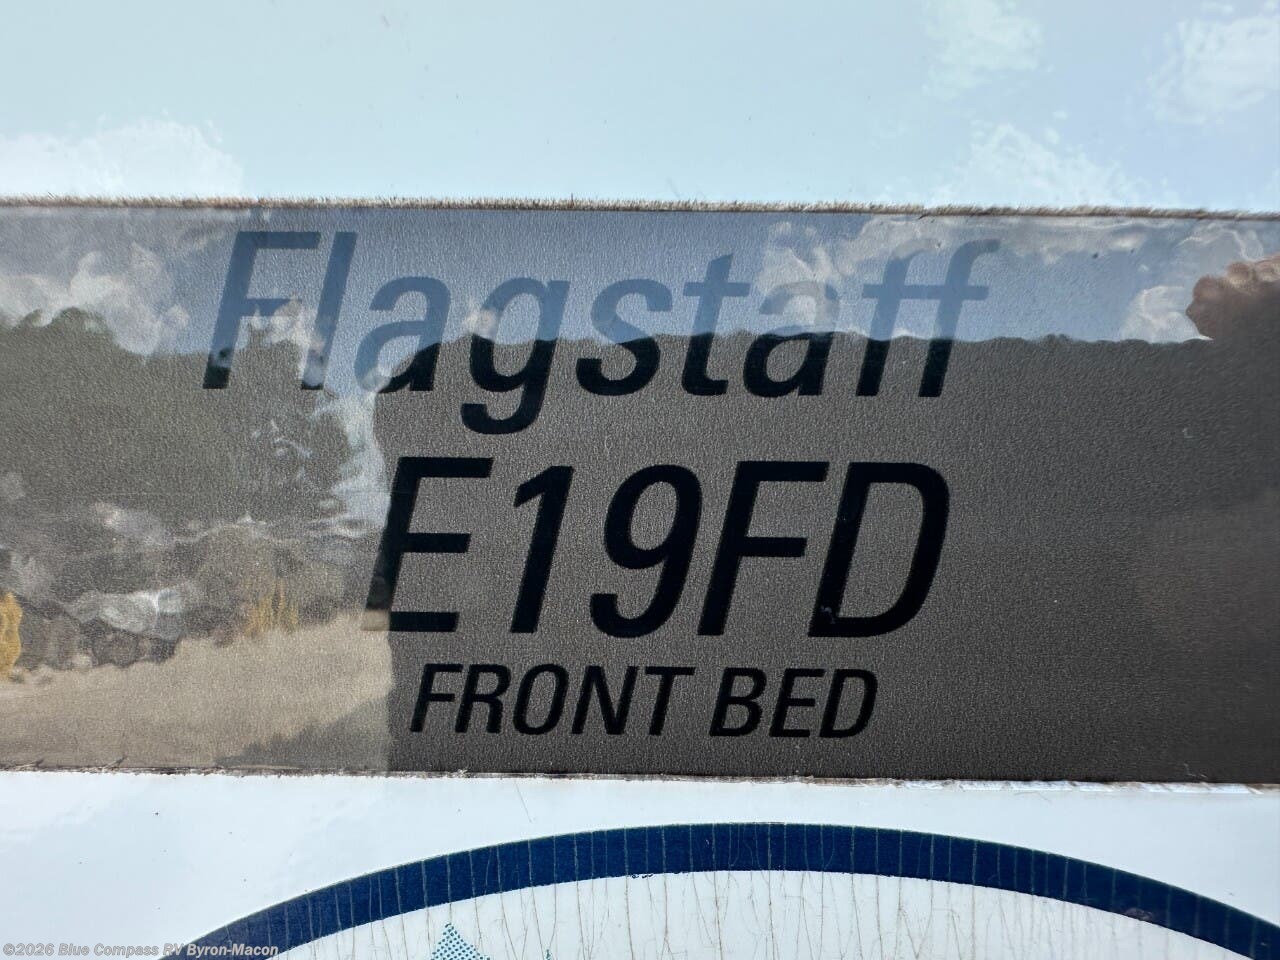 Flagstaff
E19FD
FRONT BED
©2026 Blue Compass RV Byron-Macon